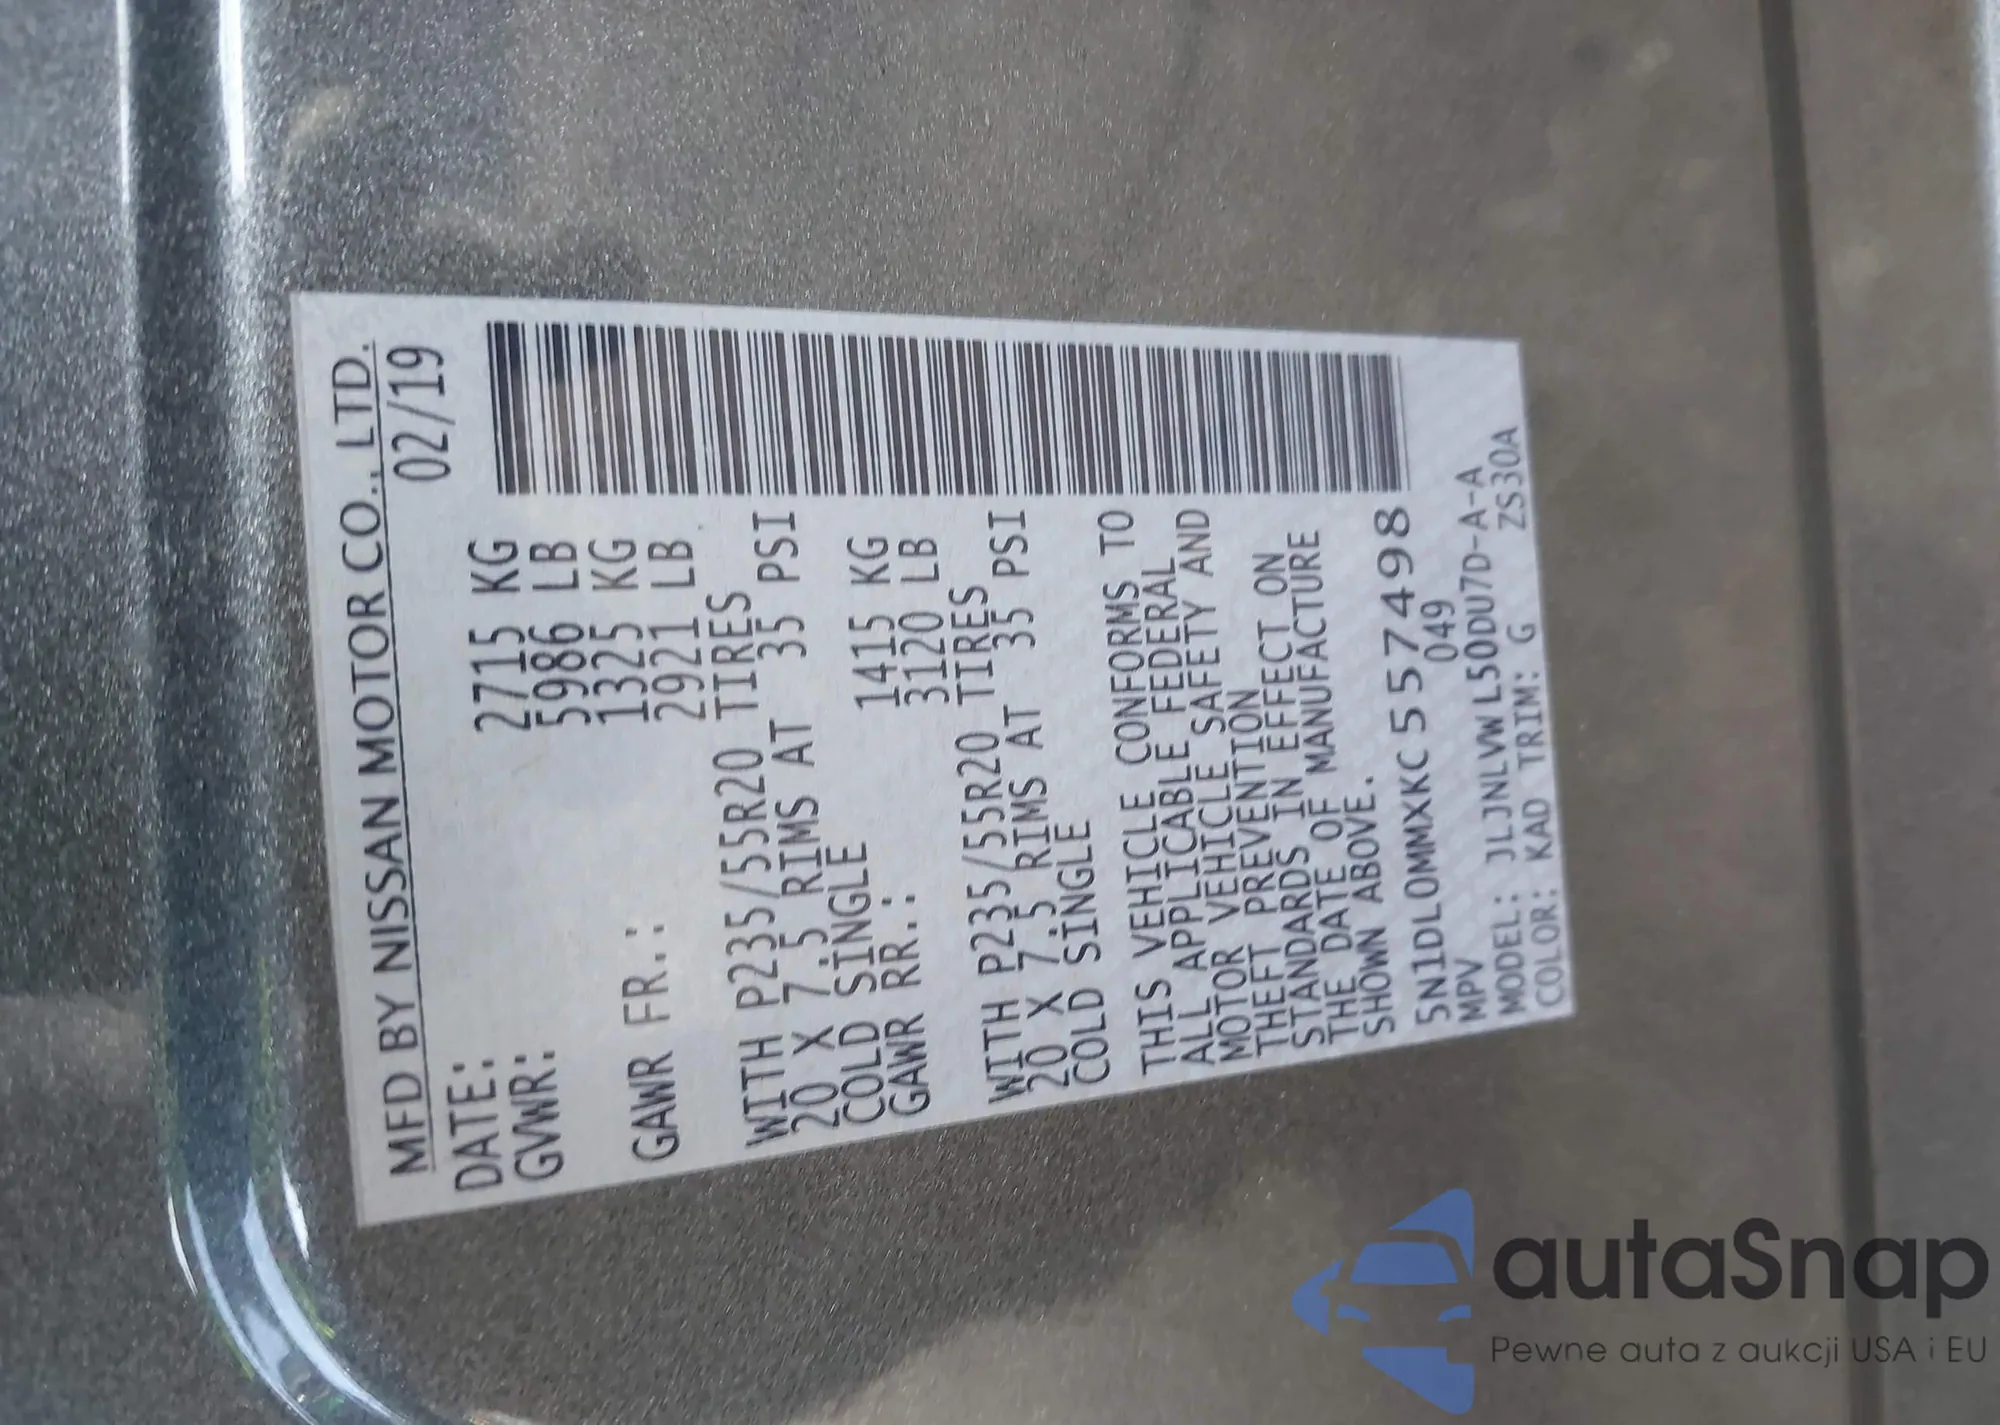 MFD BY NISSAN MOTOR CO., LTD.
DATE: 02/19
GVWR: 2715 KG
5986 LB
GAWR FR.: 1325 KG
2921 LB
WITH P235/55R20 TIRES
20 X 7.5 RIMS AT 35 PSI
COLD SINGLE
GAWR RR.: 1415 KG
3120 LB
WITH P235/55R20 TIRES
20 X 7.5 RIMS AT 35 PSI
COLD SINGLE
THIS VEHICLE CONFORMS TO
ALL APPLICABLE FEDERAL
MOTOR VEHICLE SAFETY AND
THEFT PREVENTION
STANDARDS IN EFFECT ON
THE DATE OF MANUFACTURE
SHOWN ABOVE.
5N1DL0MMXKC557498
MPV 049
MODEL: JLJNLVWL50DU7D-A-A
COLOR: KAD TRIM: G ZS30A
autaSnap
Pewne auta z aukcji USA i EU